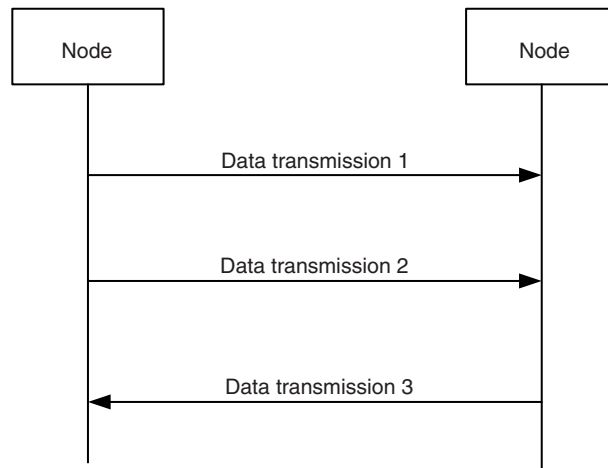 Node
Node
Data transmission 1
Data transmission 2
Data transmission 3